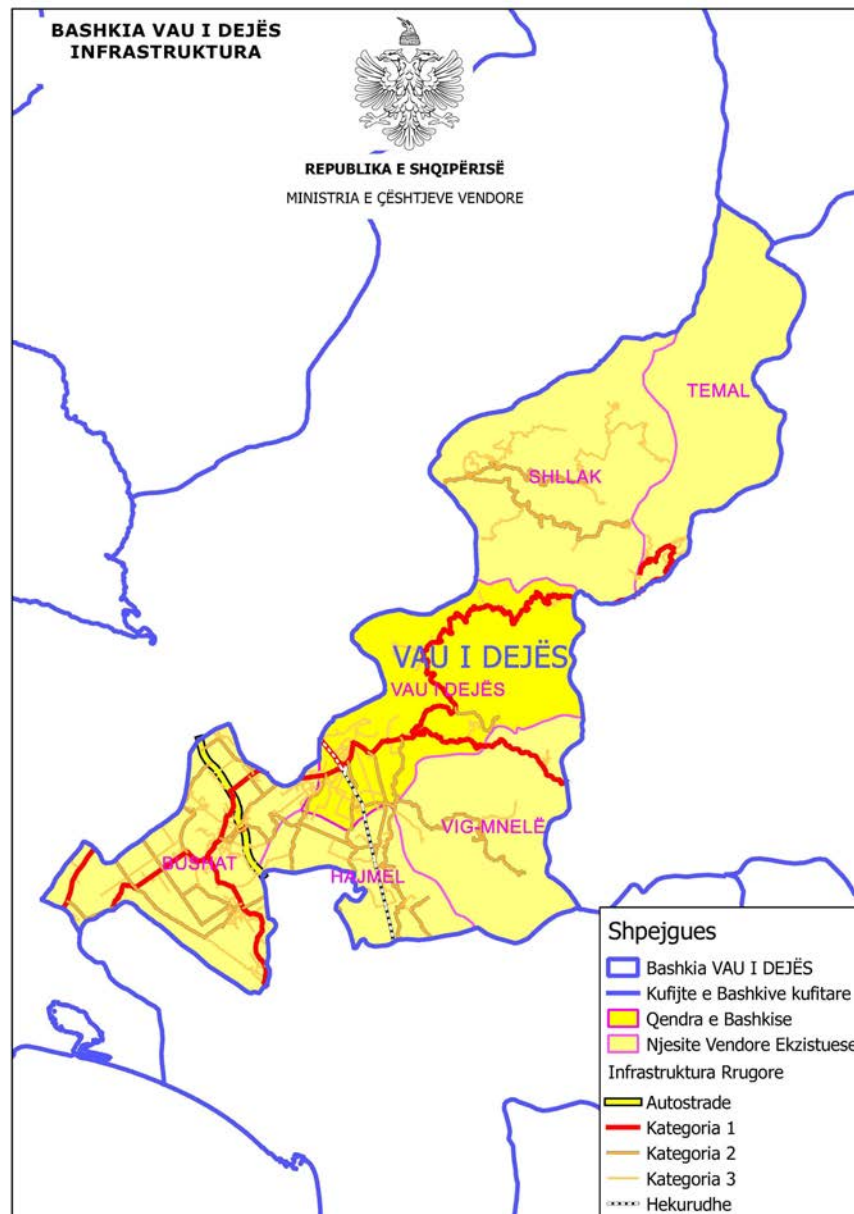 BASHKIA VAU I DEJËS
INFRASTRUKTURA
REPUBLIKA E SHQIPËRISË
MINISTRIA E ÇËSHTJEVE VENDORE
TEMAL
SHLLAK
VAU I DEJËS
VAU I DEJËS
VIG-MNELË
BUSHAT
HAJMEL
Shpejgues
Bashkia VAU I DEJËS
Kufijte e Bashkive kufitare
Qendra e Bashkise
Njesite Vendore Ekzistuese
Infrastruktura Rrugore
Autostrade
Kategoria 1
Kategoria 2
Kategoria 3
Hekurudhe